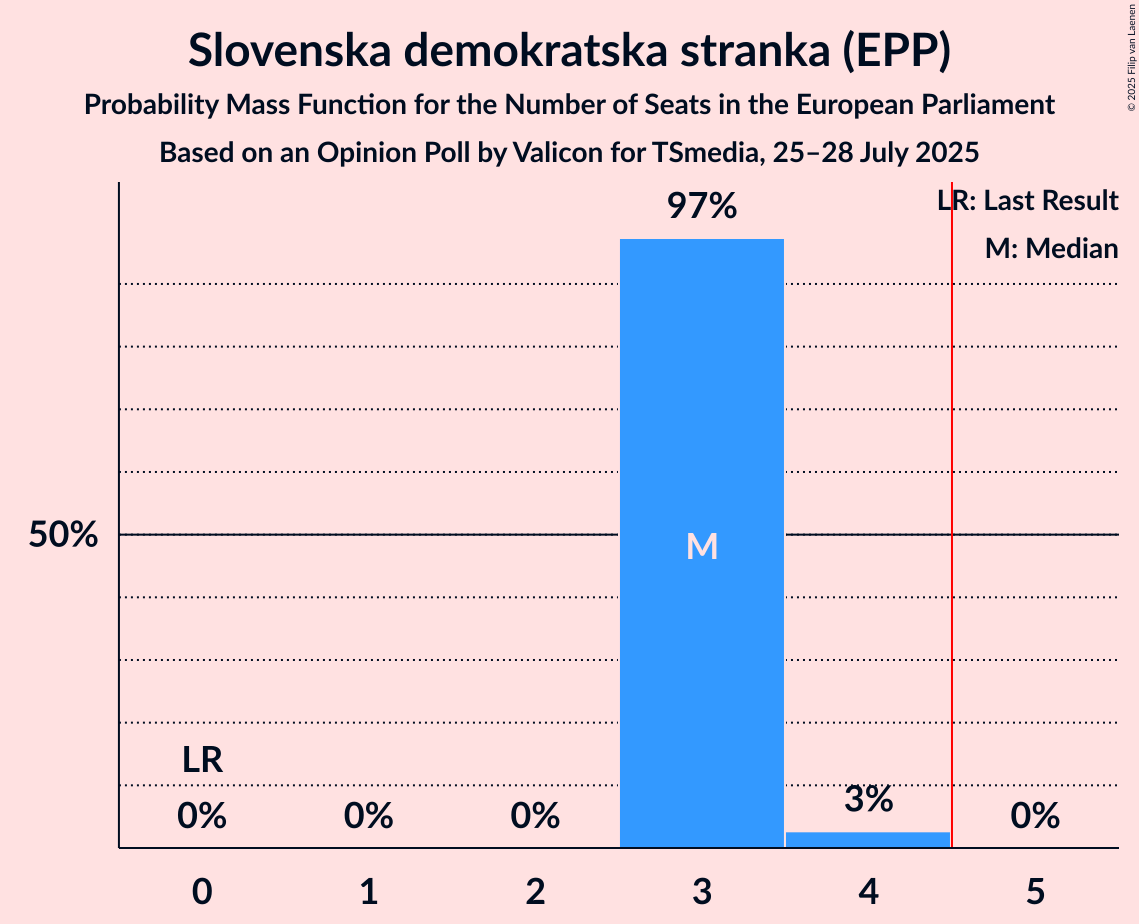 Slovenska demokratska stranka (EPP)
Probability Mass Function for the Number of Seats in the European Parliament
Based on an Opinion Poll by Valicon for TSmedia, 25–28 July 2025
© 2025 Filip van Laenen
LR: Last Result
M: Median
97%
50%
M
LR
0%
0%
0%
3%
0%
0
1
2
3
4
5